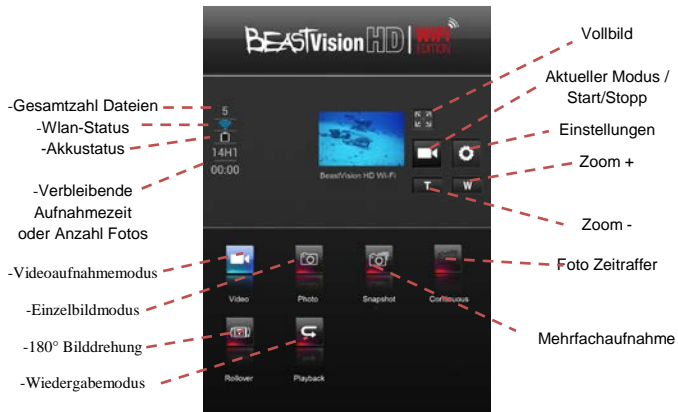 BEASTVision HD WiFi EDITION
-Gesamtzahl Dateien
-Wlan-Status
-Akkustatus
-Verbleibende
Aufnahmezeit
oder Anzahl Fotos
-Videoaufnahmemodus
-Einzelbildmodus
-180° Bilddrehung
-Wiedergabemodus
5
14H1
00:00
BeastVision HD Wi-Fi
T
W
Video
Photo
Snapshot
Continuous
Rollover
Playback
Vollbild
Aktueller Modus /
Start/Stopp
Einstellungen
Zoom +
Zoom -
Foto Zeitraffer
Mehrfachaufnahme